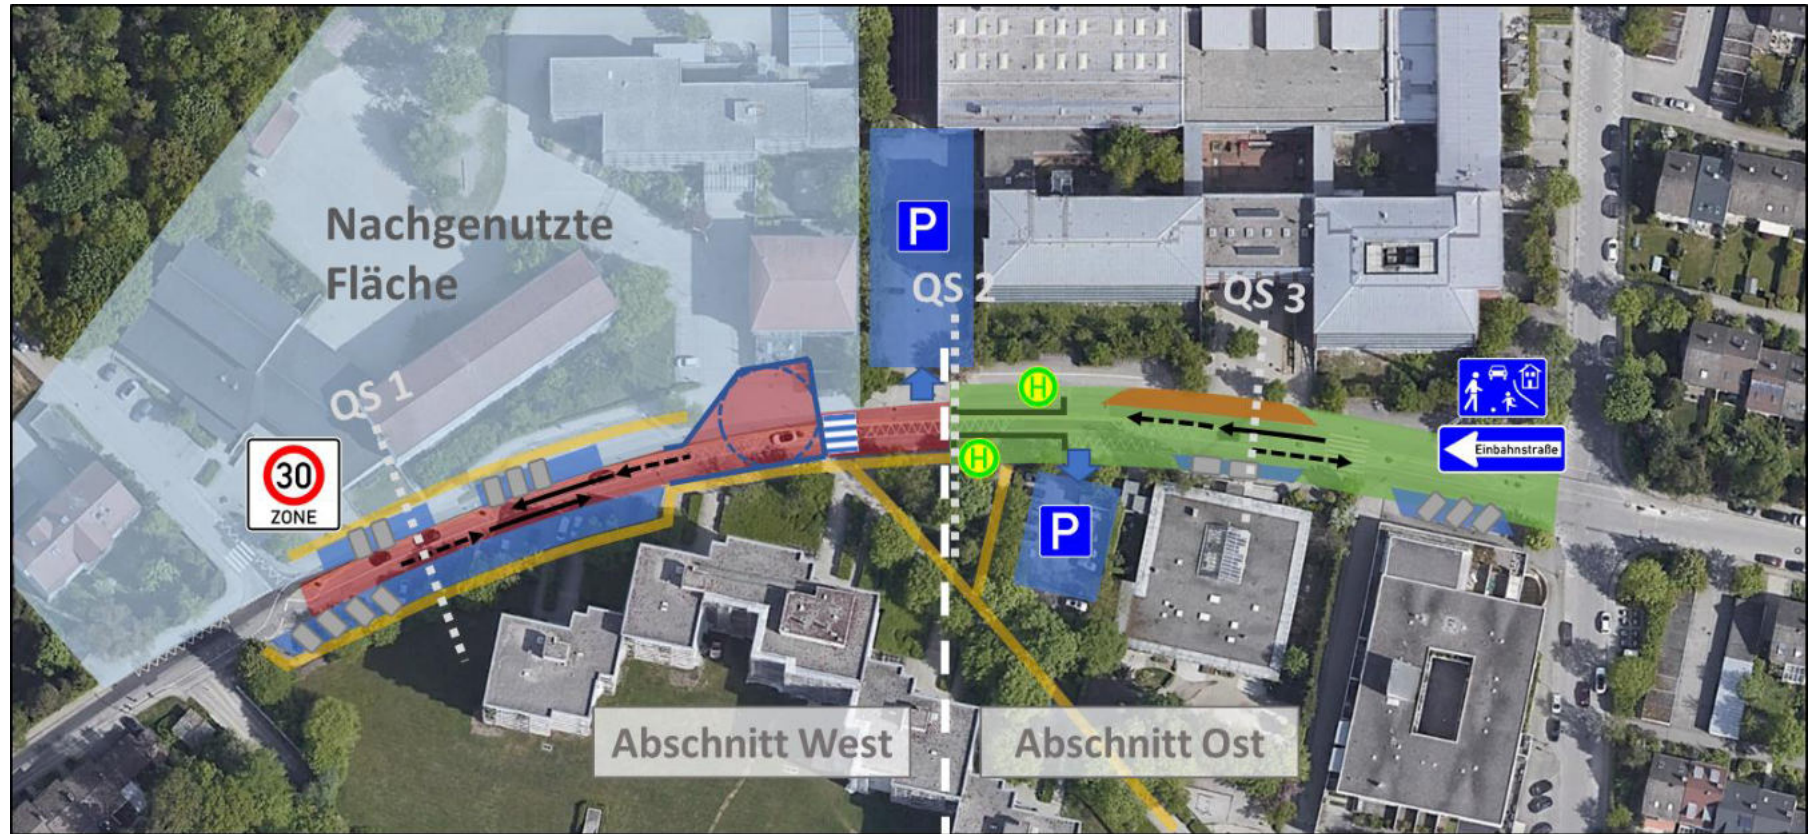 Nachgenutzte
Fläche
P
QS 2
QS 3
QS 1
H
Einbahnstraße
30
ZONE
H
P
Abschnitt West
Abschnitt Ost